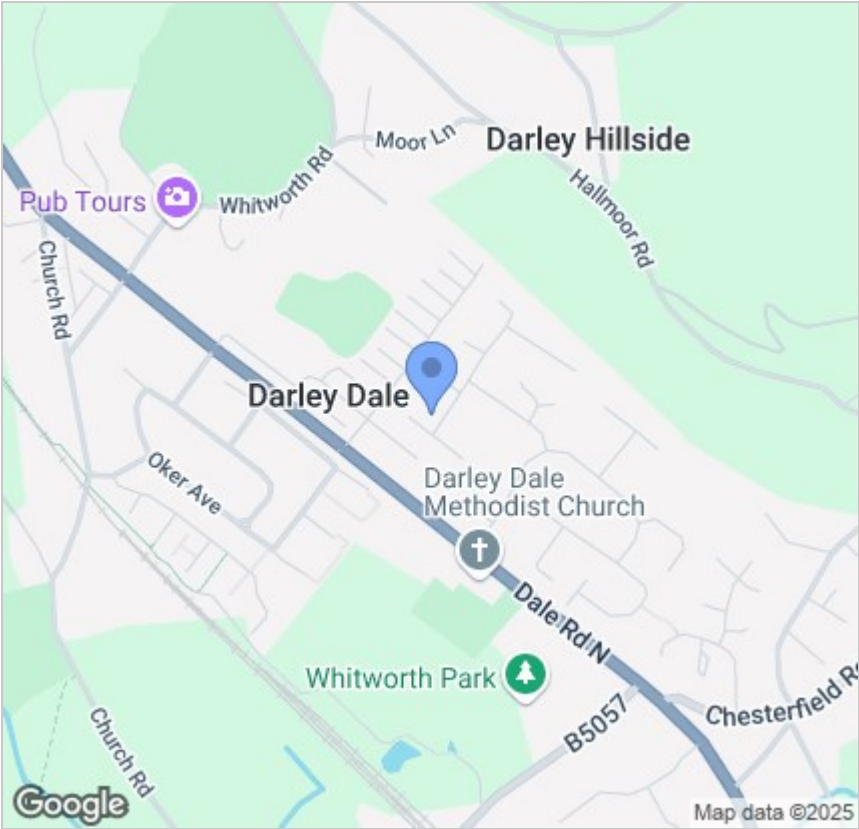 Moor Ln
Darley Hillside
Whitworth Rd
Pub Tours
Hallmoor Rd
Church Rd
Darley Dale
Oker Ave
Darley Dale
Methodist Church
Dale Rd N
Whitworth Park
Chesterfield Rd
B5057
Church Rd
Google
Map data ©2025